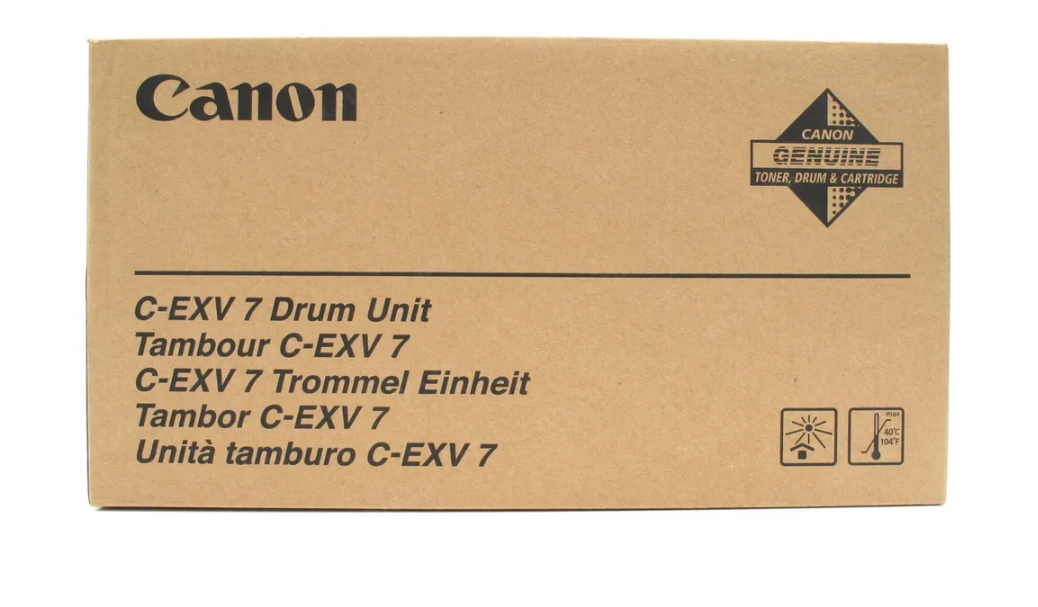 Canon
CANON
GENUINE
TONER, DRUM & CARTRIDGE
C-EXV 7 Drum Unit
Tambour C-EXV 7
C-EXV 7 Trommel Einheit
Tambor C-EXV 7
Unità tamburo C-EXV 7
max
40°C
104°F